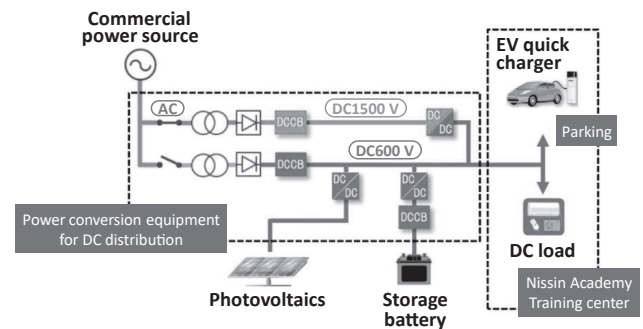 Commercial
power source
EV quick
charger
AC
DCCB
DC1500 V
DC
DC
Parking
DCCB
DC600 V
DC
DC
DC
DC
DCCB
Power conversion equipment
for DC distribution
DC load
Photovoltaics
Storage
battery
Nissin Academy
Training center